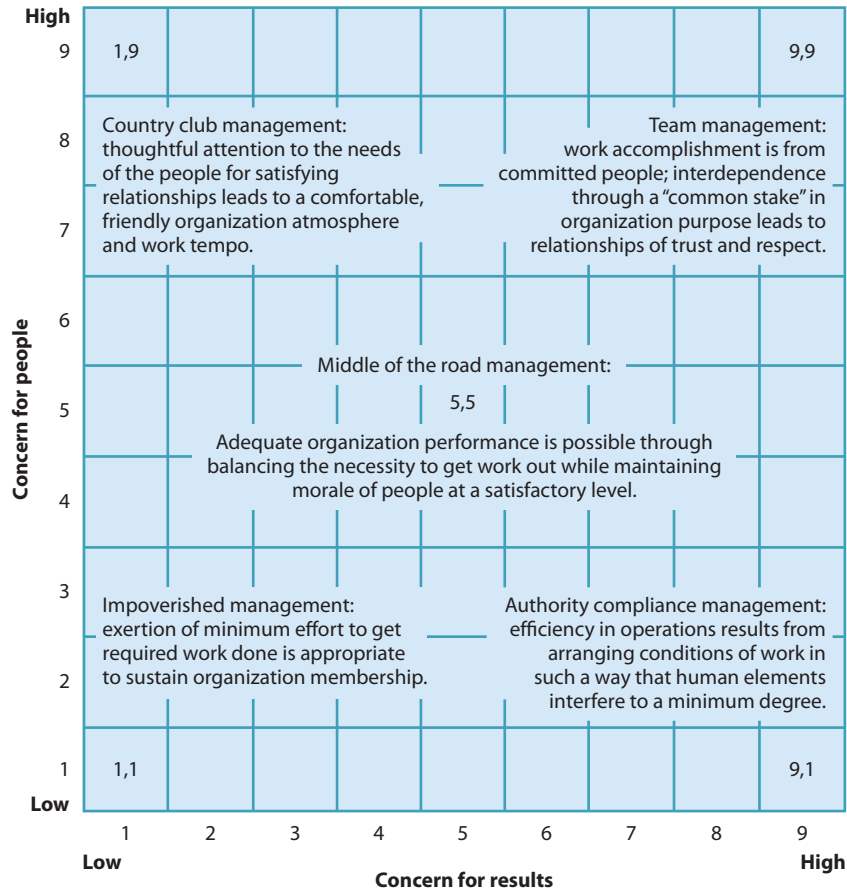 High
9
1,9
9,9
8
Country club management:
thoughtful attention to the needs
of the people for satisfying
relationships leads to a comfortable,
friendly organization atmosphere
and work tempo.
Team management:
work accomplishment is from
committed people; interdependence
through a “common stake” in
organization purpose leads to
relationships of trust and respect.
7
6
Concern for people
Middle of the road management:
5
5,5
Adequate organization performance is possible through
balancing the necessity to get work out while maintaining
morale of people at a satisfactory level.
4
3
Impoverished management:
exertion of minimum effort to get
required work done is appropriate
to sustain organization membership.
Authority compliance management:
efficiency in operations results from
arranging conditions of work in
such a way that human elements
interfere to a minimum degree.
2
1
1,1
9,1
Low
1 2 3 4 5 6 7 8 9
Low
High
Concern for results